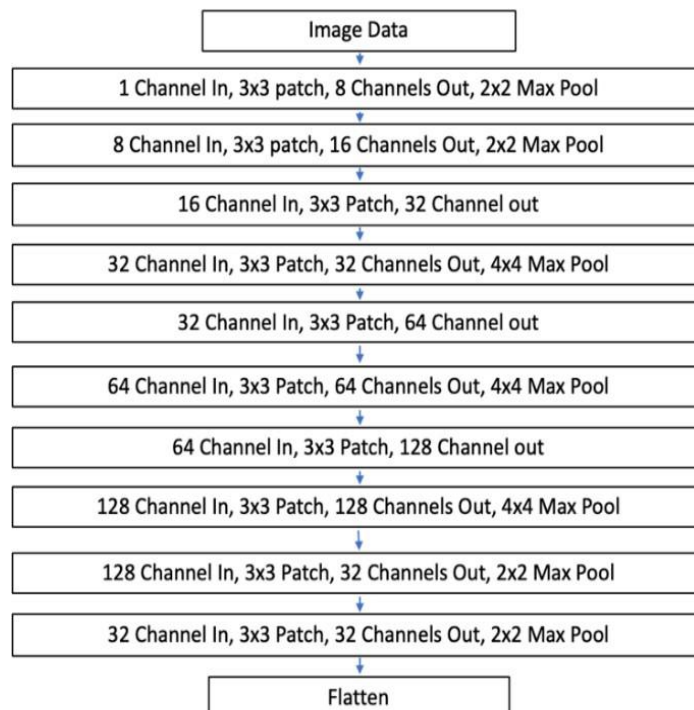 Image Data
1 Channel In, 3x3 patch, 8 Channels Out, 2x2 Max Pool
8 Channel In, 3x3 patch, 16 Channels Out, 2x2 Max Pool
16 Channel In, 3x3 Patch, 32 Channel out
32 Channel In, 3x3 Patch, 32 Channels Out, 4x4 Max Pool
32 Channel In, 3x3 Patch, 64 Channel out
64 Channel In, 3x3 Patch, 64 Channels Out, 4x4 Max Pool
64 Channel In, 3x3 Patch, 128 Channel out
128 Channel In, 3x3 Patch, 128 Channels Out, 4x4 Max Pool
128 Channel In, 3x3 Patch, 32 Channels Out, 2x2 Max Pool
32 Channel In, 3x3 Patch, 32 Channels Out, 2x2 Max Pool
Flatten